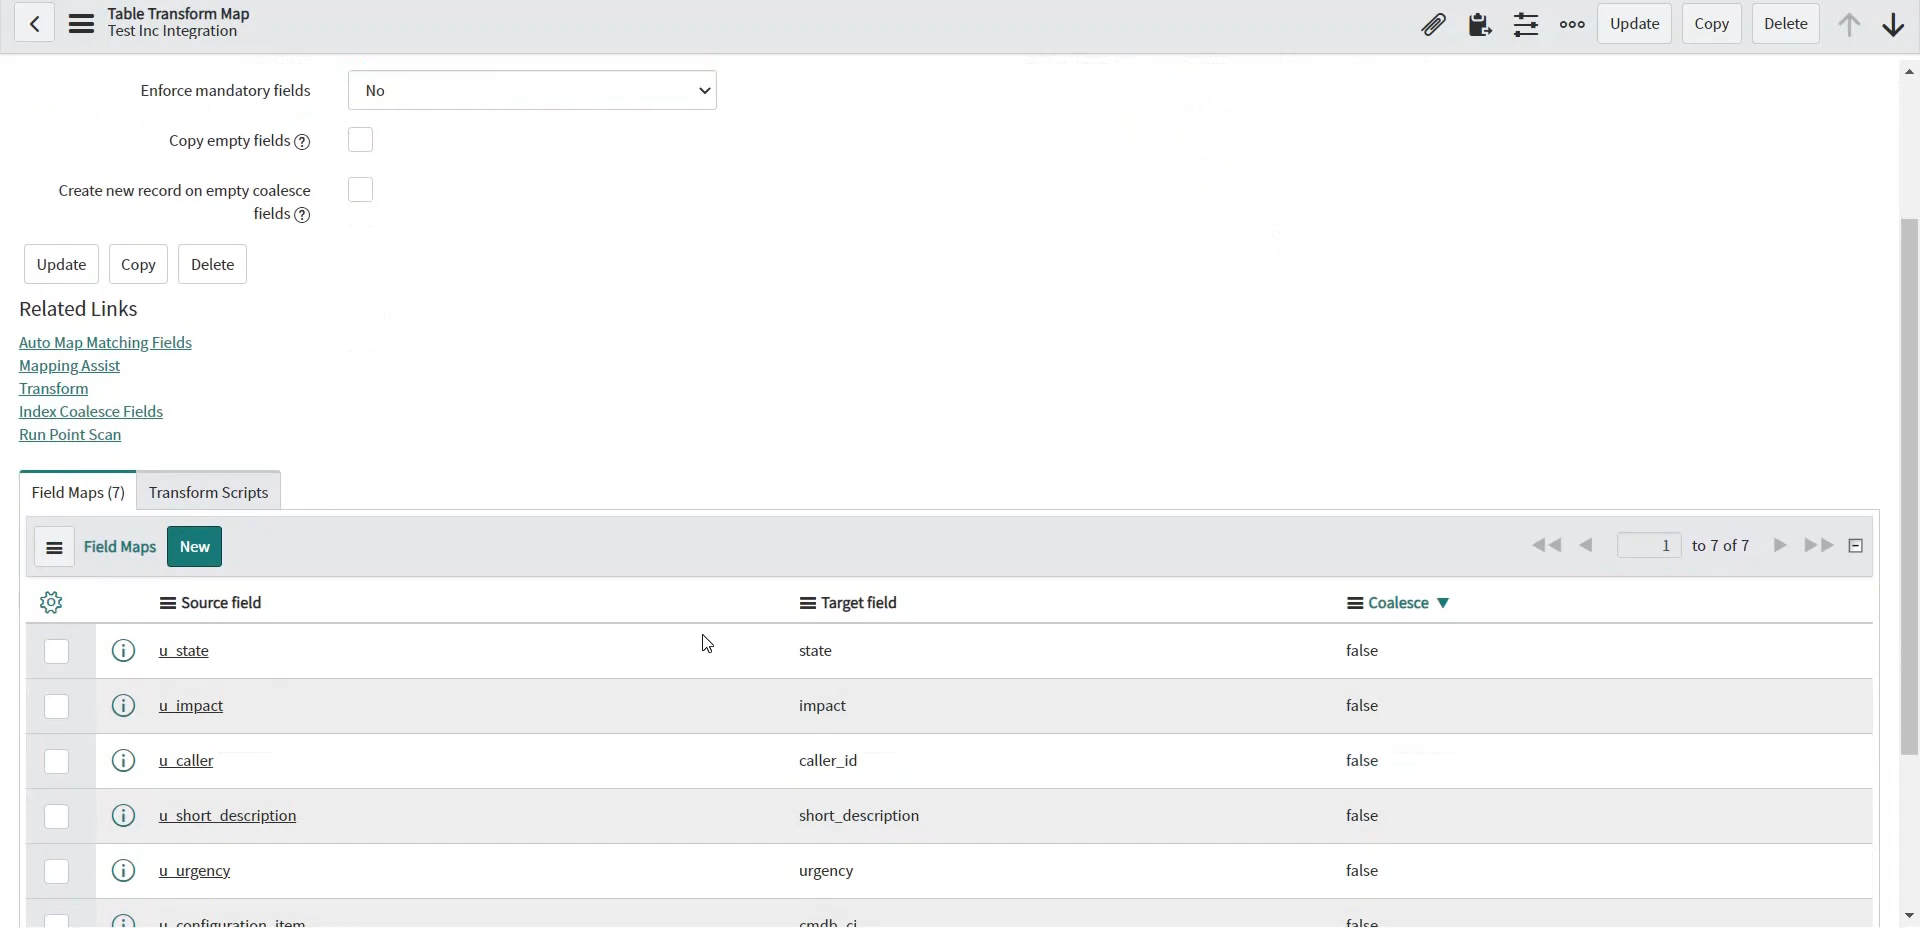 Table Transform Map
Test Inc Integration
Update
Copy
Delete
Enforce mandatory fields
No
Copy empty fields
Create new record on empty coalesce
fields
Update
Copy
Delete
Related Links
Auto Map Matching Fields
Mapping Assist
Transform
Index Coalesce Fields
Run Point Scan
Field Maps (7)
Transform Scripts
Field Maps
New
1 to 7 of 7
Source field
Target field
Coalesce
u_state
state
false
u_impact
impact
false
u_caller
caller_id
false
u_short_description
short_description
false
u_urgency
urgency
false
u_configuration_item
cmdb_ci
false